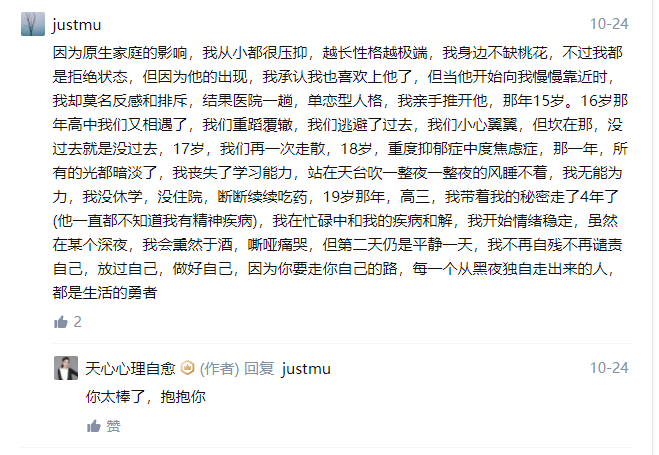 justmu 10-24
因为原生家庭的影响，我从小都很压抑，越长性格越极端，我身边不缺桃花，不过我都
是拒绝状态，但因为他的出现，我承认我也喜欢上他了，但当他开始向我慢慢靠近时，
我却莫名反感和排斥，结果医院一趟，单恋型人格，我亲手推开他，那年15岁。16岁那
年高中我们又相遇了，我们重蹈覆辙，我们逃避了过去，我们小心翼翼，但坎在那，没
过去就是没过去，17岁，我们再一次走散，18岁，重度抑郁症中度焦虑症，那一年，所
有的光都暗淡了，我丧失了学习能力，站在天台吹一整夜一整夜的风睡不着，我无能为
力，我没休学，没住院，断断续续吃药，19岁那年，高三，我带着我的秘密走了4年了
(他一直都不知道我有精神疾病)，我在忙碌中和我的疾病和解，我开始情绪稳定，虽然
在某个深夜，我会熏然于酒，嘶哑痛哭，但第二天仍是平静一天，我不再自残不再谴责
自己，放过自己，做好自己，因为你要走你自己的路，每一个从黑夜独自走出来的人，
都是生活的勇者
2
天心心理自愈 (作者) 回复 justmu 10-24
你太棒了，抱抱你
赞